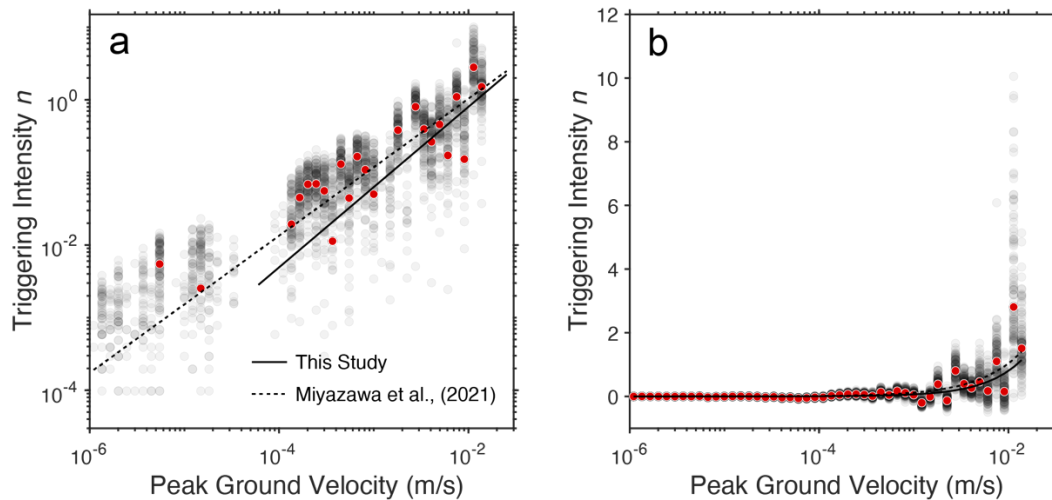 a
Triggering Intensity n
10^0
10^-2
10^-4
10^-6
10^-4
10^-2
Peak Ground Velocity (m/s)
This Study
Miyazawa et al., (2021)
b
Triggering Intensity n
12
10
8
6
4
2
0
10^-6
10^-4
10^-2
Peak Ground Velocity (m/s)